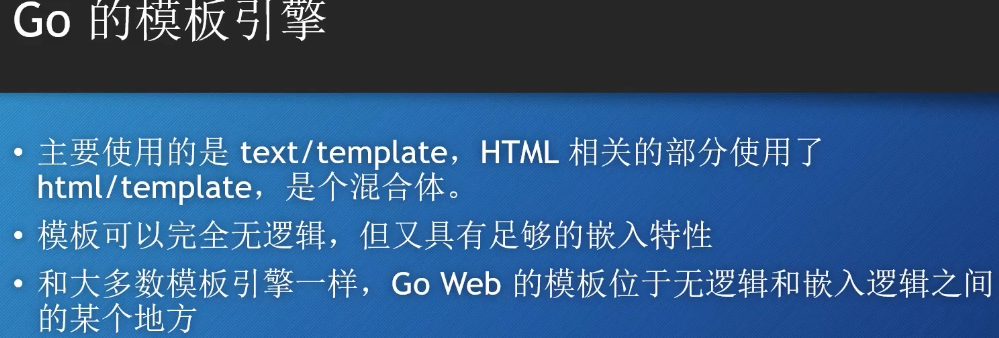 Go 的模板引擎
• 主要使用的是 text/template，HTML 相关的部分使用了
html/template，是个混合体。
• 模板可以完全无逻辑，但又具有足够的嵌入特性
• 和大多数模板引擎一样，Go Web 的模板位于无逻辑和嵌入逻辑之间
的某个地方